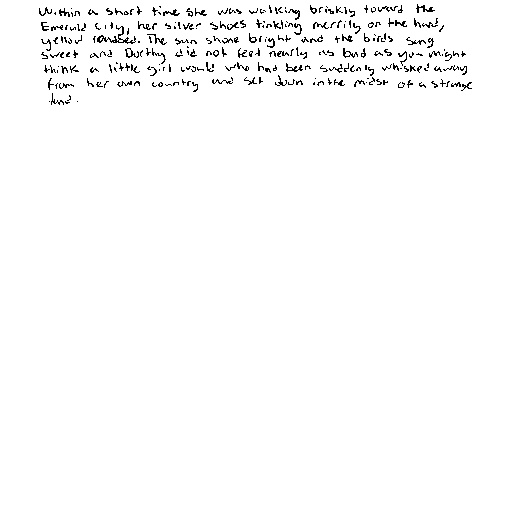 Within a short time she was walking briskly toward the
Emerald City, her silver shoes tinkling merrily on the hard,
yellow roadbed. The sun shone bright and the birds sang
sweet and Dorthy did not feel nearly as bad as you might
think a little girl would who had been suddenly whisked away
from her own country and set down in the midst of a strange
land.